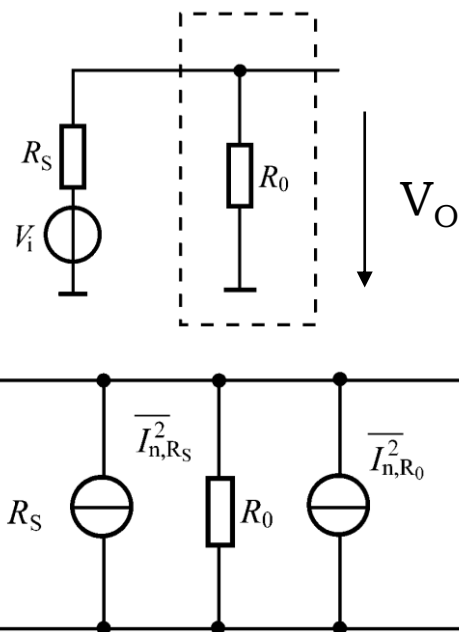 R_S
R_0
V_i
V_O
\overline{I_{n,R_S}^2}
\overline{I_{n,R_0}^2}
R_S
R_0